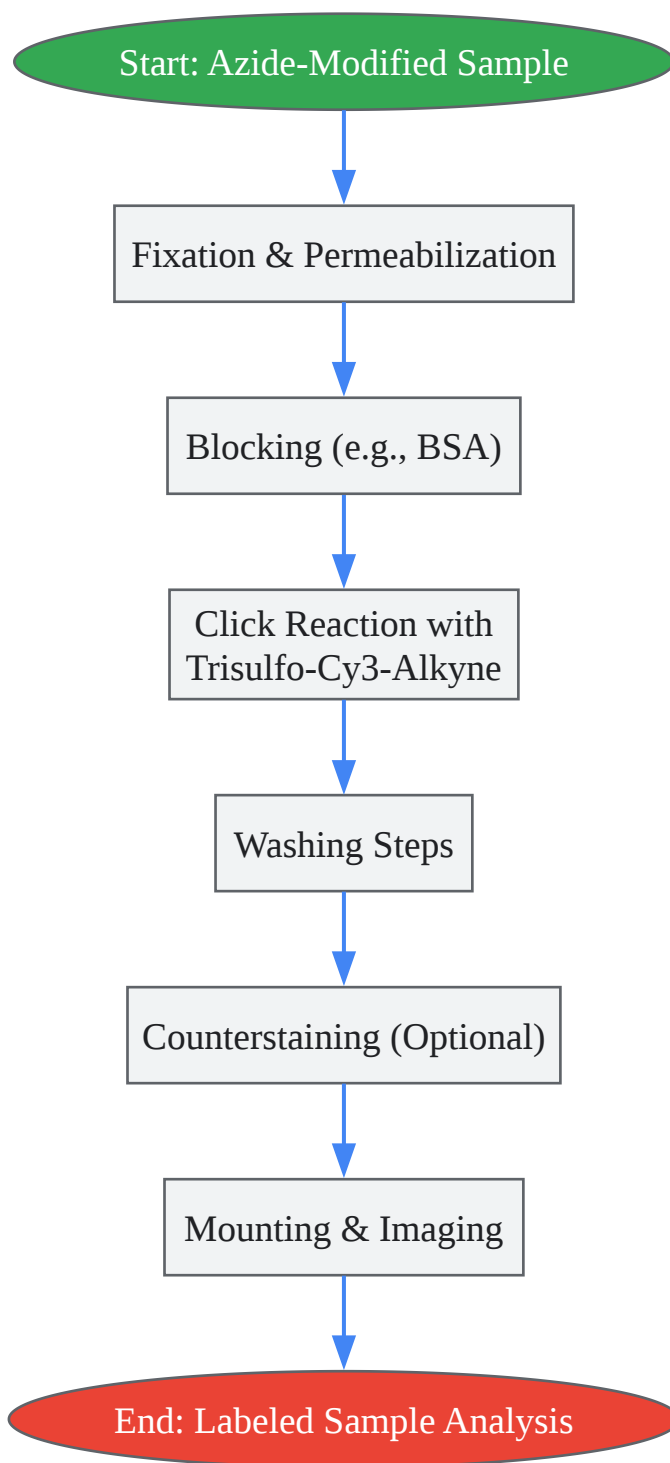 Start: Azide-Modified Sample
Fixation & Permeabilization
Blocking (e.g., BSA)
Click Reaction with
Trisulfo-Cy3-Alkyne
Washing Steps
Counterstaining (Optional)
Mounting & Imaging
End: Labeled Sample Analysis